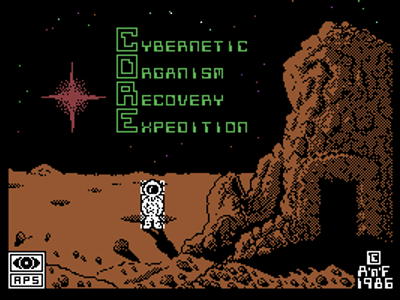 CYBERNETIC
ORGANISM
RECOVERY
EXPEDITION
APS
©
A'n'F
1986